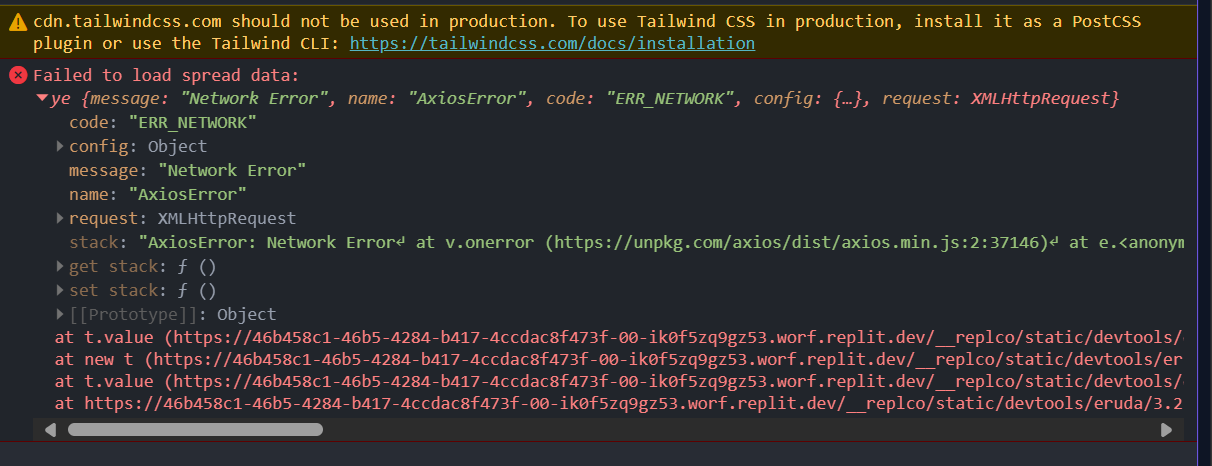 cdn.tailwindcss.com should not be used in production. To use Tailwind CSS in production, install it as a PostCSS
plugin or use the Tailwind CLI: https://tailwindcss.com/docs/installation
Failed to load spread data:
ye {message: "Network Error", name: "AxiosError", code: "ERR_NETWORK", config: {…}, request: XMLHttpRequest}
code: "ERR_NETWORK"
config: Object
message: "Network Error"
name: "AxiosError"
request: XMLHttpRequest
stack: "AxiosError: Network Error↲ at v.onerror (https://unpkg.com/axios/dist/axios.min.js:2:37146)↲ at e.<anonym
get stack: ƒ ()
set stack: ƒ ()
[[Prototype]]: Object
at t.value (https://46b458c1-46b5-4284-b417-4ccdac8f473f-00-ik0f5zq9gz53.worf.replit.dev/__replco/static/devtools/
at new t (https://46b458c1-46b5-4284-b417-4ccdac8f473f-00-ik0f5zq9gz53.worf.replit.dev/__replco/static/devtools/er
at t.value (https://46b458c1-46b5-4284-b417-4ccdac8f473f-00-ik0f5zq9gz53.worf.replit.dev/__replco/static/devtools/
at https://46b458c1-46b5-4284-b417-4ccdac8f473f-00-ik0f5zq9gz53.worf.replit.dev/__replco/static/devtools/eruda/3.2